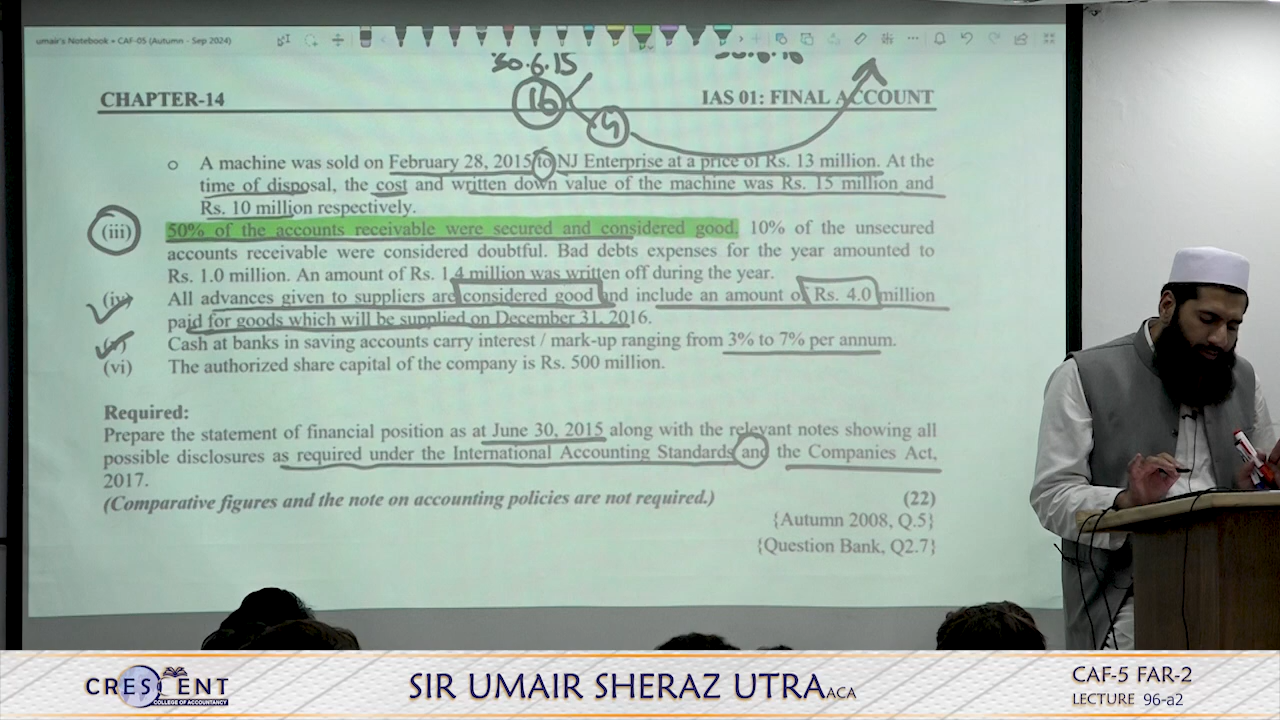 umair's Notebook • CAF-05 (Autumn - Sep 2024)
30.6.15
CHAPTER-14
16
IAS 01: FINAL ACCOUNT
4
o A machine was sold on February 28, 2015 to NJ Enterprise at a price of Rs. 13 million. At the
time of disposal, the cost and written down value of the machine was Rs. 15 million and
Rs. 10 million respectively.
(iii) 50% of the accounts receivable were secured and considered good. 10% of the unsecured
accounts receivable were considered doubtful. Bad debts expenses for the year amounted to
Rs. 1.0 million. An amount of Rs. 1.4 million was written off during the year.
(iv) All advances given to suppliers are considered good and include an amount of Rs. 4.0 million
paid for goods which will be supplied on December 31, 2016.
(v) Cash at banks in saving accounts carry interest / mark-up ranging from 3% to 7% per annum.
(vi) The authorized share capital of the company is Rs. 500 million.
Required:
Prepare the statement of financial position as at June 30, 2015 along with the relevant notes showing all
possible disclosures as required under the International Accounting Standards and the Companies Act,
2017.
(Comparative figures and the note on accounting policies are not required.) (22)
{Autumn 2008, Q.5}
{Question Bank, Q2.7}
CRESCENT
COLLEGE OF ACCOUNTANCY
SIR UMAIR SHERAZ UTRA ACA
CAF-5 FAR-2
LECTURE 96-a2